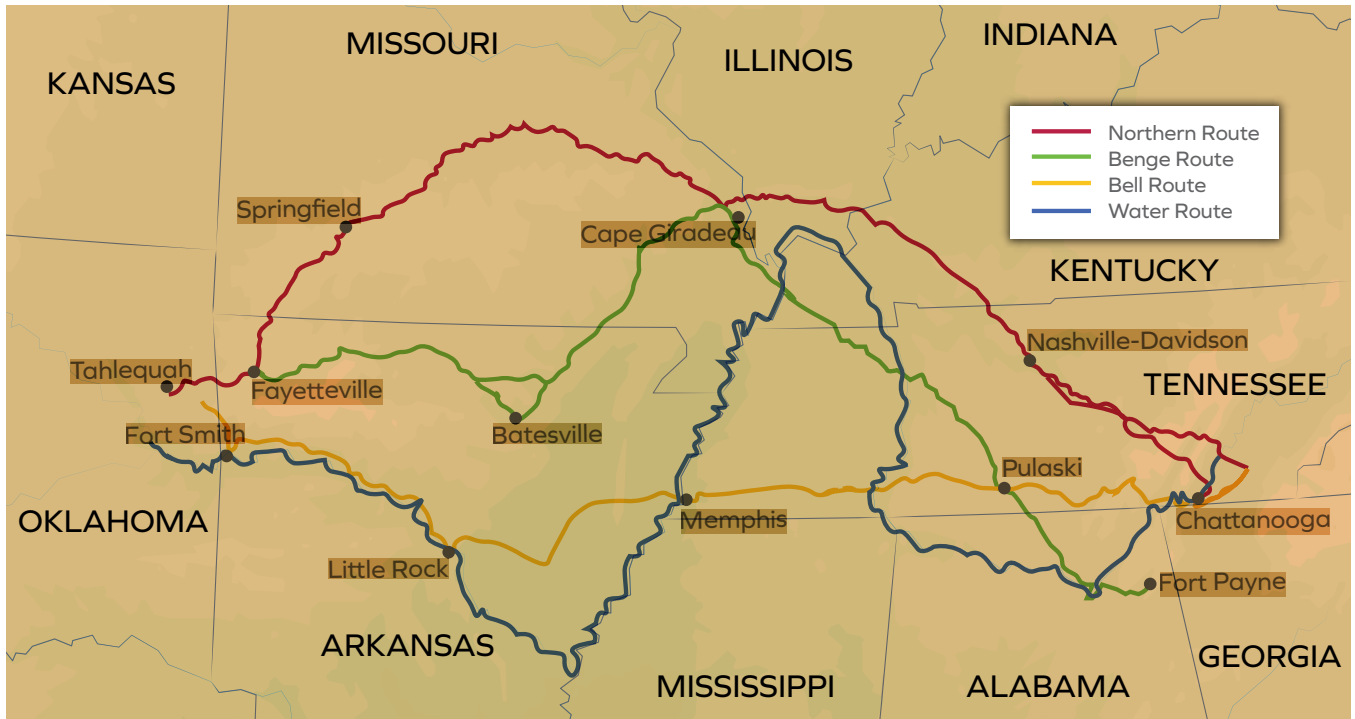 INDIANA
MISSOURI
ILLINOIS
KANSAS
Northern Route
Benge Route
Bell Route
Water Route
Springfield
Cape Giradeau
KENTUCKY
Nashville-Davidson
Tahlequah
TENNESSEE
Fayetteville
Fort Smith
Batesville
Pulaski
OKLAHOMA
Memphis
Chattanooga
Little Rock
Fort Payne
ARKANSAS
GEORGIA
MISSISSIPPI
ALABAMA